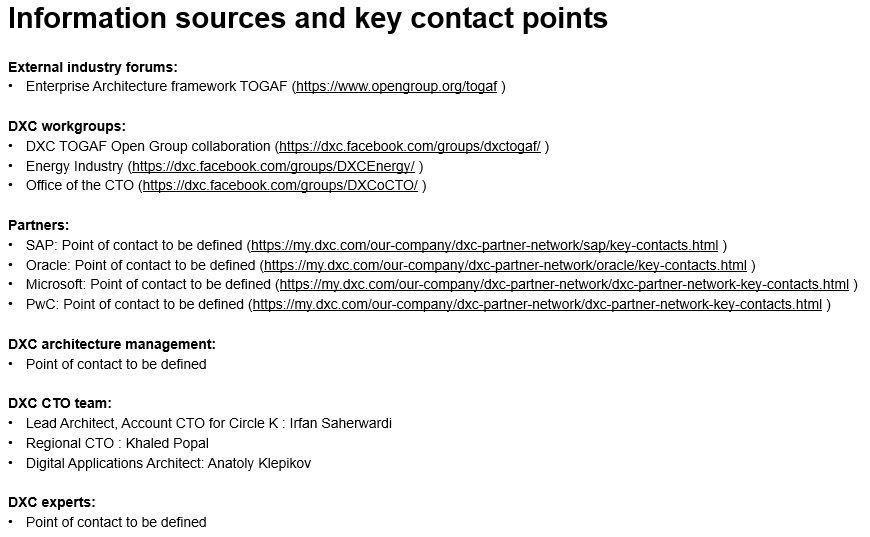 Information sources and key contact points
External industry forums:
• Enterprise Architecture framework TOGAF (https://www.opengroup.org/togaf )
DXC workgroups:
• DXC TOGAF Open Group collaboration (https://dxc.facebook.com/groups/dxctogaf/ )
• Energy Industry (https://dxc.facebook.com/groups/DXCEnergy/ )
• Office of the CTO (https://dxc.facebook.com/groups/DXCoCTO/ )
Partners:
• SAP: Point of contact to be defined (https://my.dxc.com/our-company/dxc-partner-network/sap/key-contacts.html )
• Oracle: Point of contact to be defined (https://my.dxc.com/our-company/dxc-partner-network/oracle/key-contacts.html )
• Microsoft: Point of contact to be defined (https://my.dxc.com/our-company/dxc-partner-network/dxc-partner-network-key-contacts.html )
• PwC: Point of contact to be defined (https://my.dxc.com/our-company/dxc-partner-network/dxc-partner-network-key-contacts.html )
DXC architecture management:
• Point of contact to be defined
DXC CTO team:
• Lead Architect, Account CTO for Circle K : Irfan Saherwardi
• Regional CTO : Khaled Popal
• Digital Applications Architect: Anatoly Klepikov
DXC experts:
• Point of contact to be defined